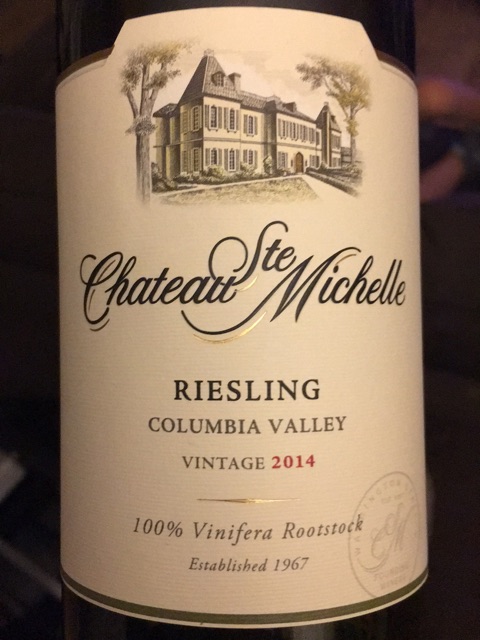 Chateau Ste Michelle
RIESLING
COLUMBIA VALLEY
VINTAGE 2014
100% Vinifera Rootstock
Established 1967